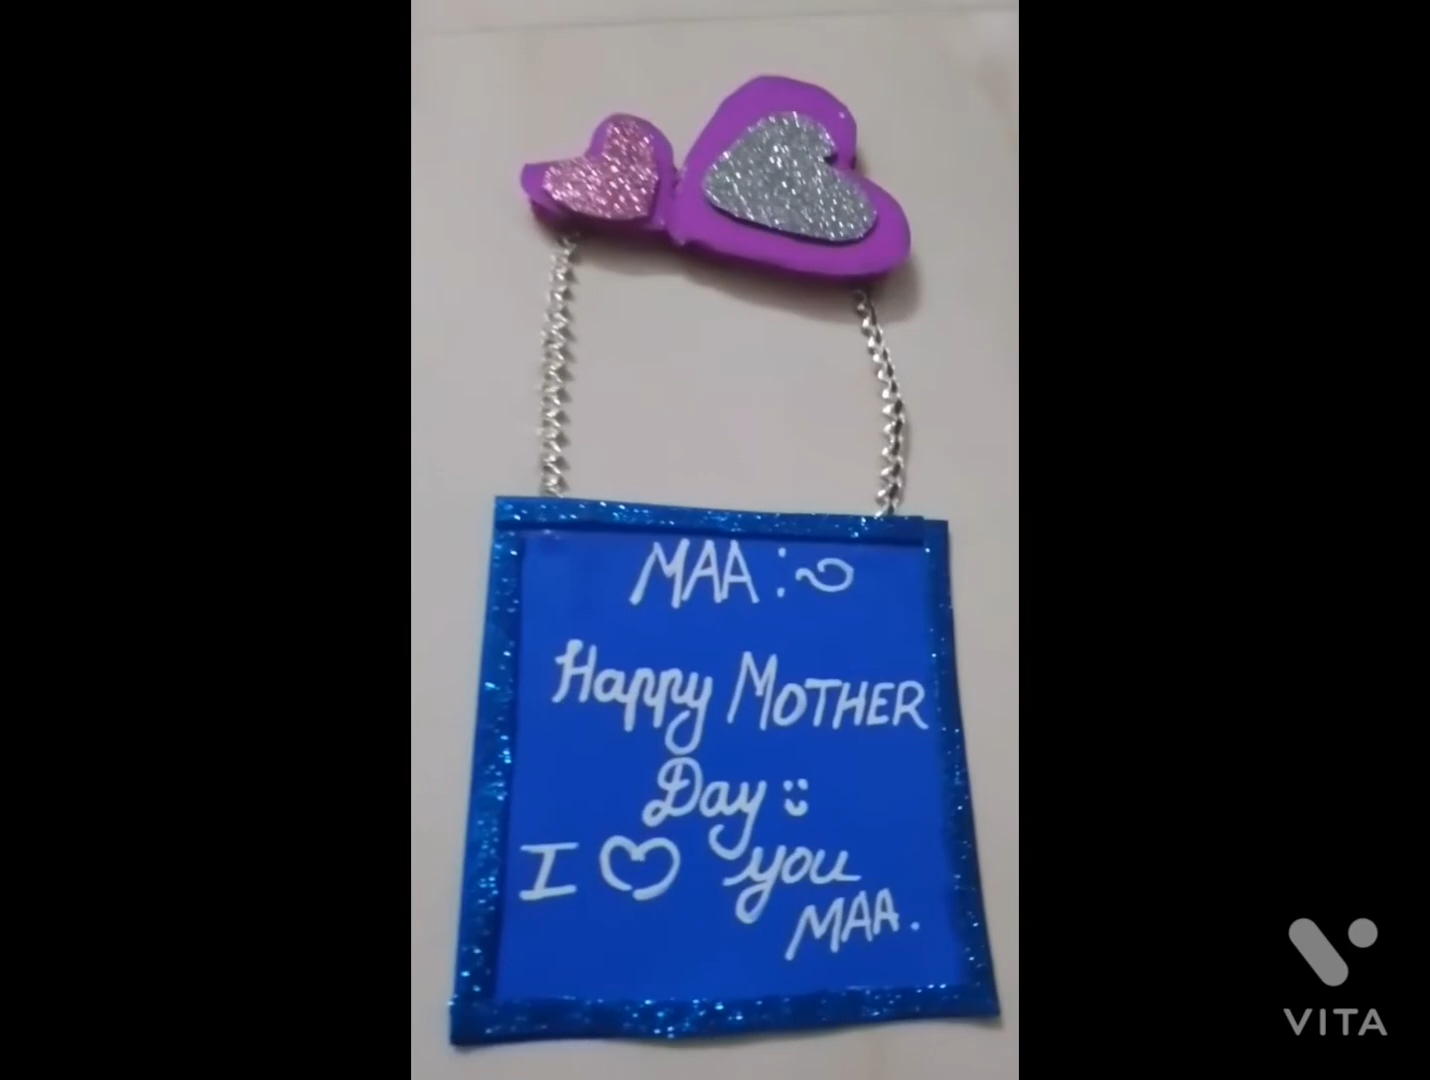 MAA :
Happy MOTHER
Day
I ♡ you
MAA.
VITA